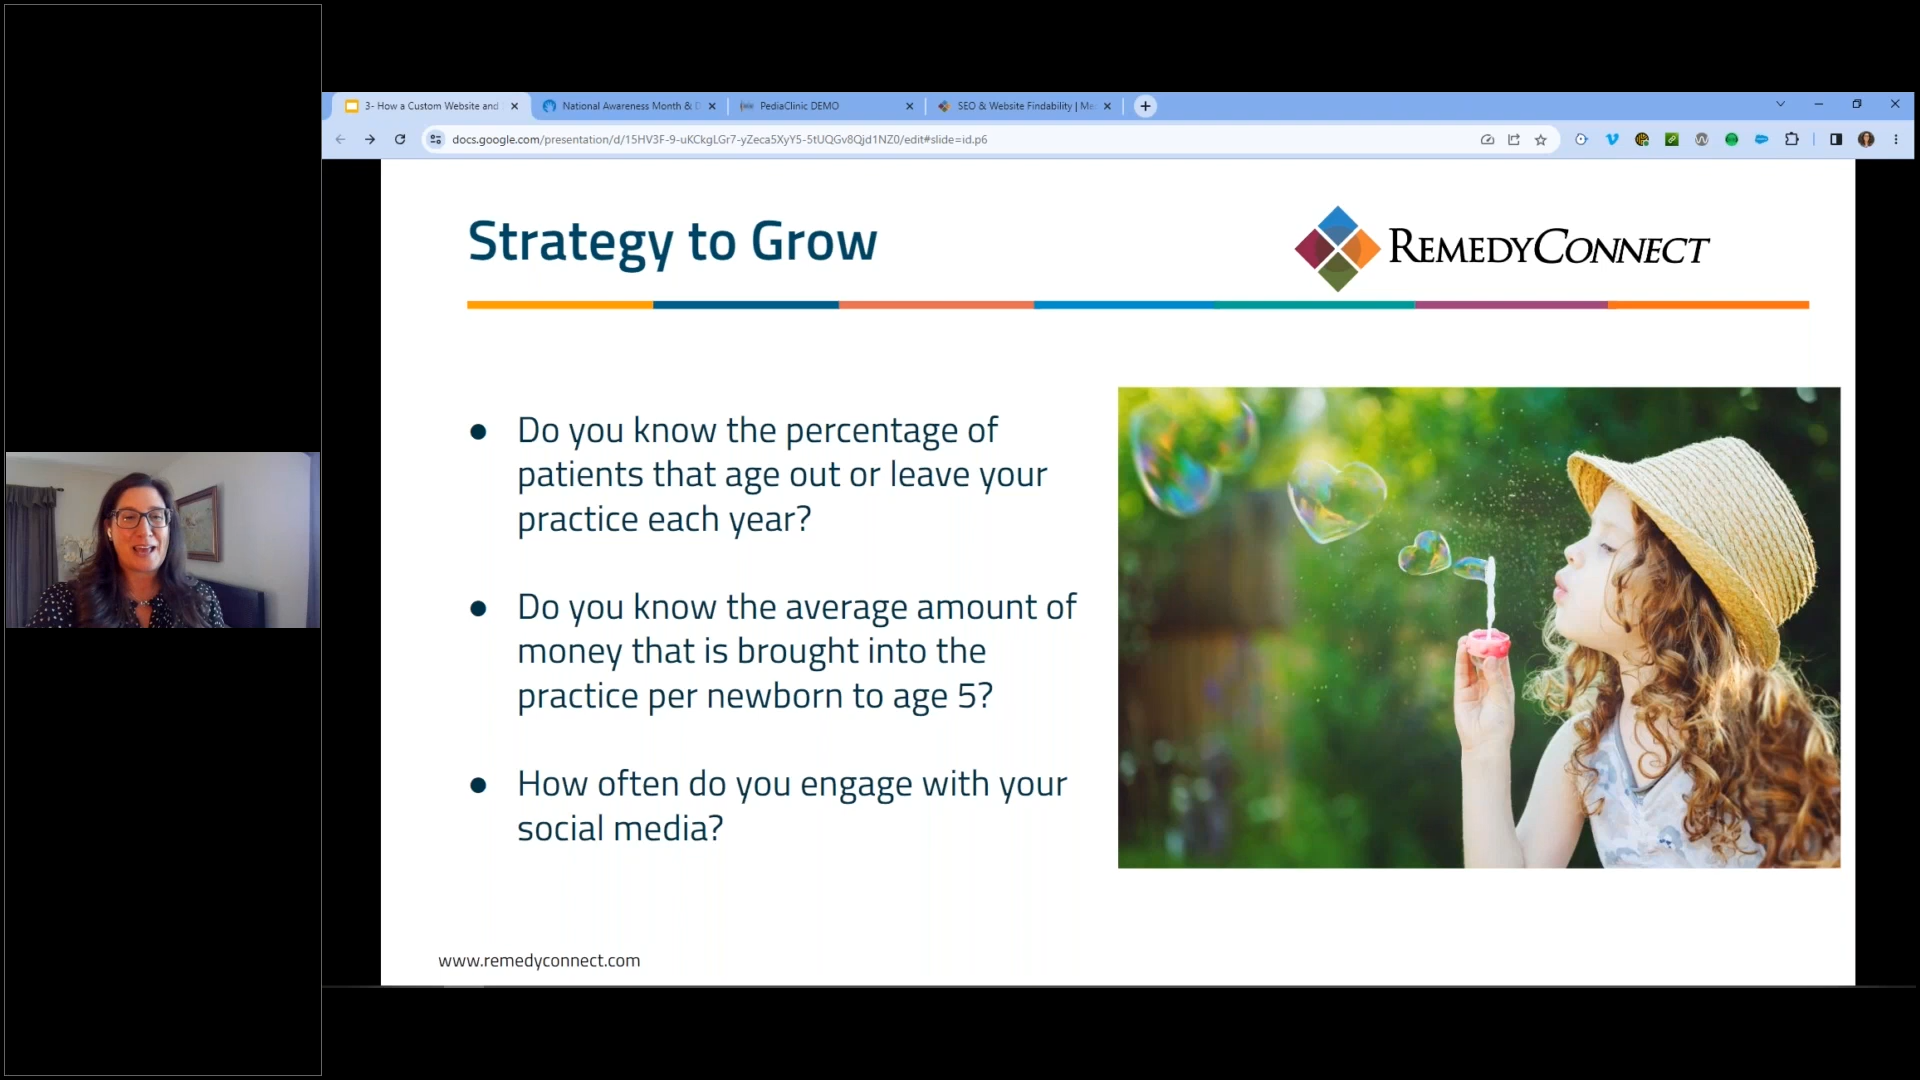 3- How a Custom Website and
National Awareness Month & D
PediaClinic DEMO
SEO & Website Findability | Me
docs.google.com/presentation/d/15HV3F-9-uKCkgLGr7-yZeca5XyY5-5tUQGv8Qjd1NZ0/edit#slide=id.p6
Strategy to Grow
REMEDYCONNECT
● Do you know the percentage of
patients that age out or leave your
practice each year?
● Do you know the average amount of
money that is brought into the
practice per newborn to age 5?
● How often do you engage with your
social media?
www.remedyconnect.com